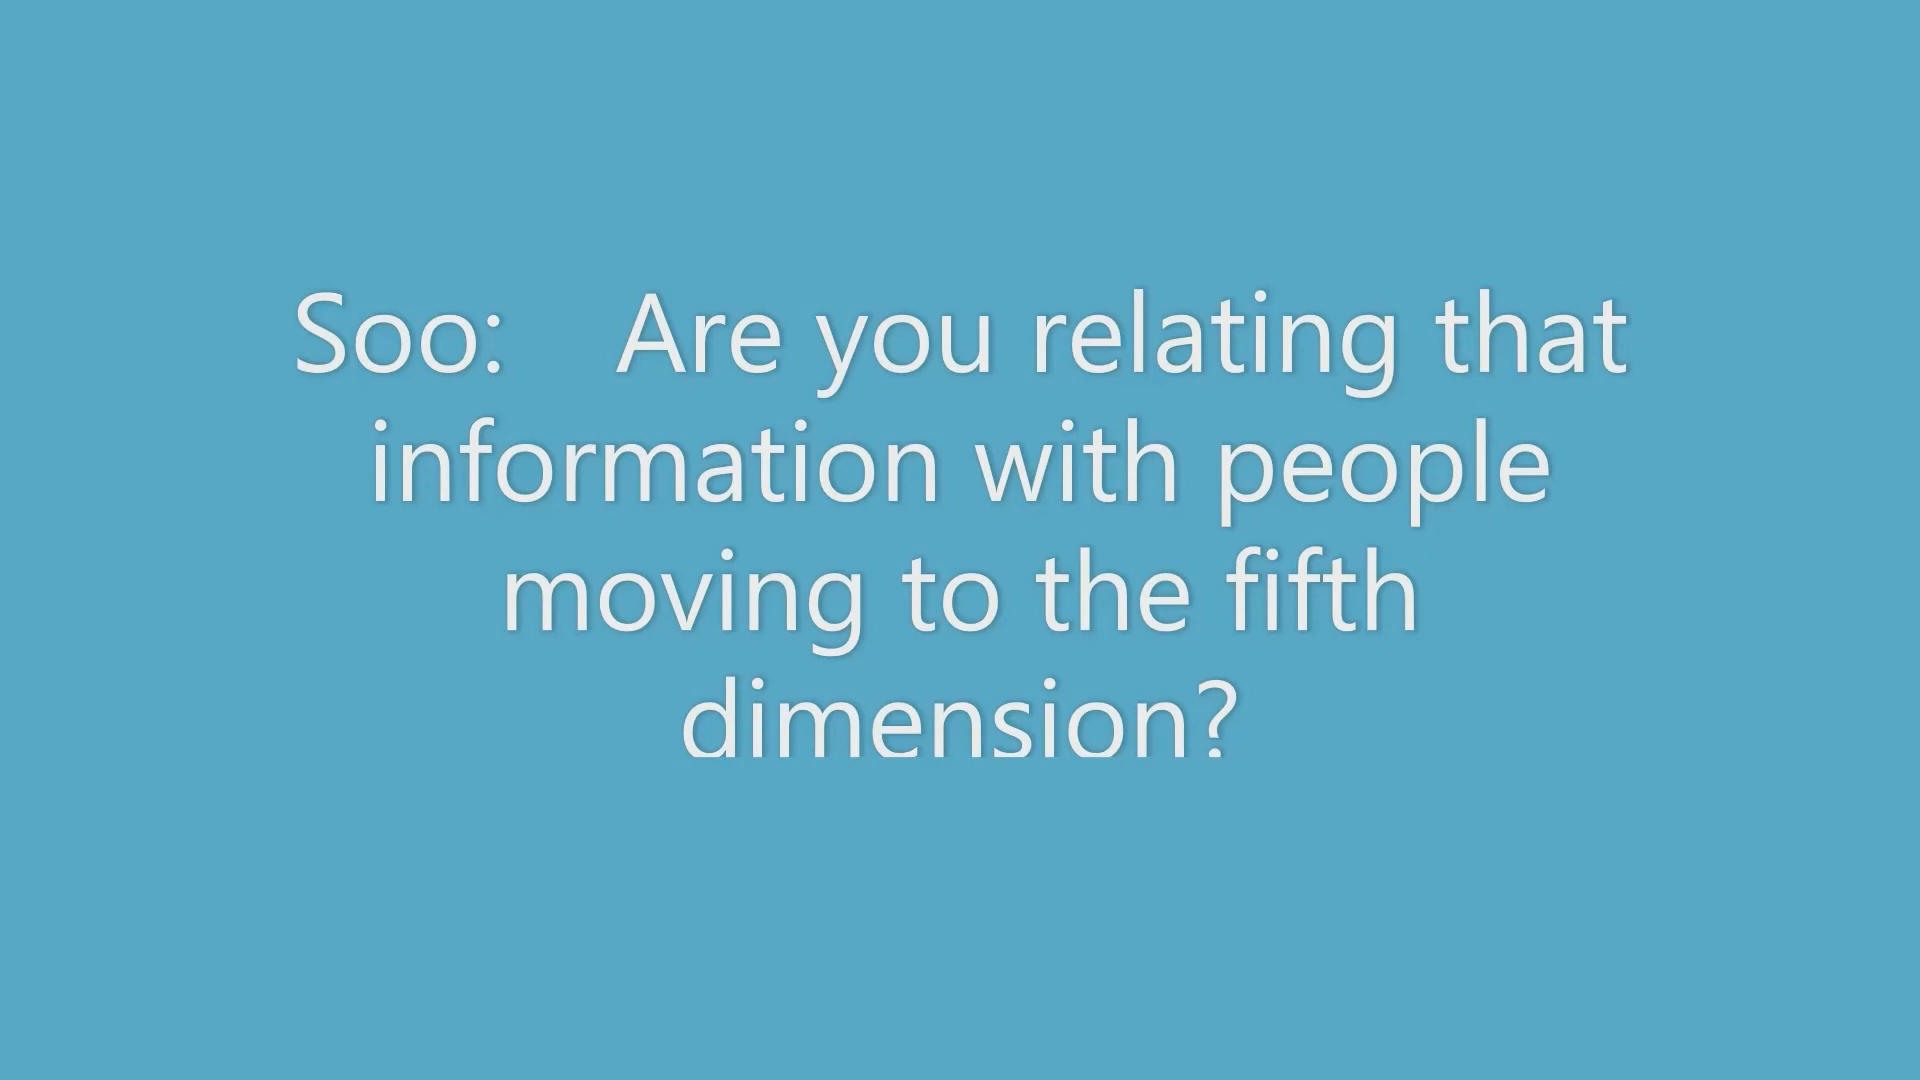 Soo:    Are you relating that
information with people
moving to the fifth
dimension?